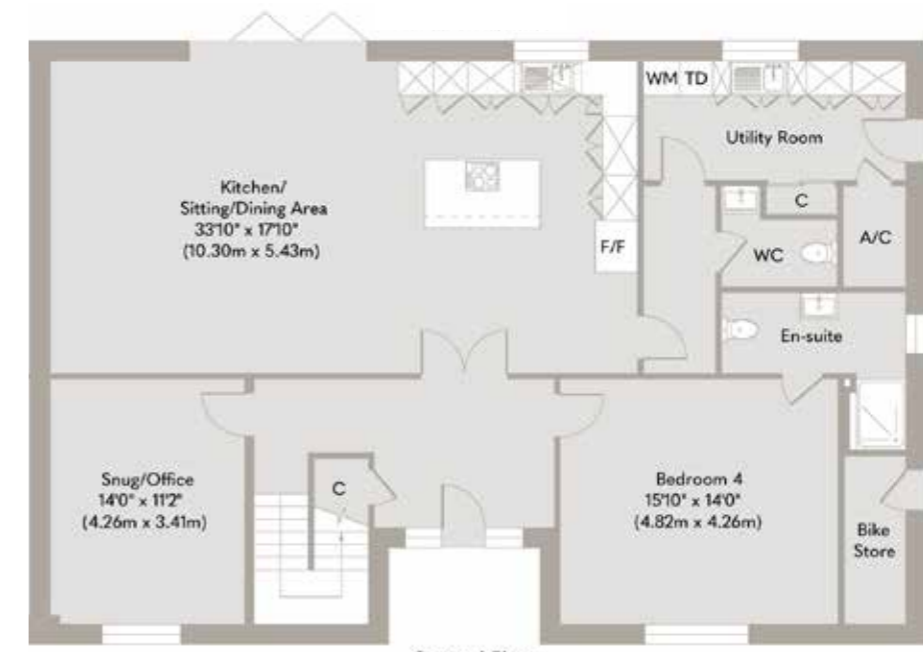 WM TD
Utility Room
Kitchen/
Sitting/Dining Area
33'10" x 17'10"
(10.30m x 5.43m)
F/F
C
WC
A/C
En-suite
Snug/Office
14'0" x 11'2"
(4.26m x 3.41m)
C
Bedroom 4
15'10" x 14'0"
(4.82m x 4.26m)
Bike
Store